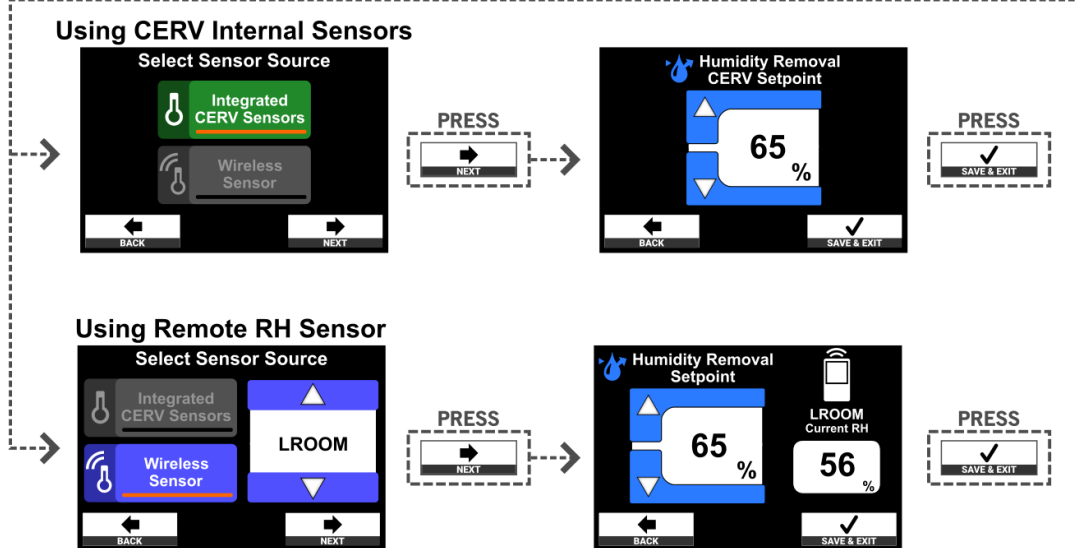 Using CERV Internal Sensors
Select Sensor Source
Integrated
CERV Sensors
Wireless
Sensor
BACK
NEXT
PRESS
NEXT
Humidity Removal
CERV Setpoint
65
%
BACK
SAVE & EXIT
PRESS
SAVE & EXIT
Using Remote RH Sensor
Select Sensor Source
Integrated
CERV Sensors
Wireless
Sensor
LROOM
BACK
NEXT
PRESS
NEXT
Humidity Removal
Setpoint
65
%
LROOM
Current RH
56
%
BACK
SAVE & EXIT
PRESS
SAVE & EXIT